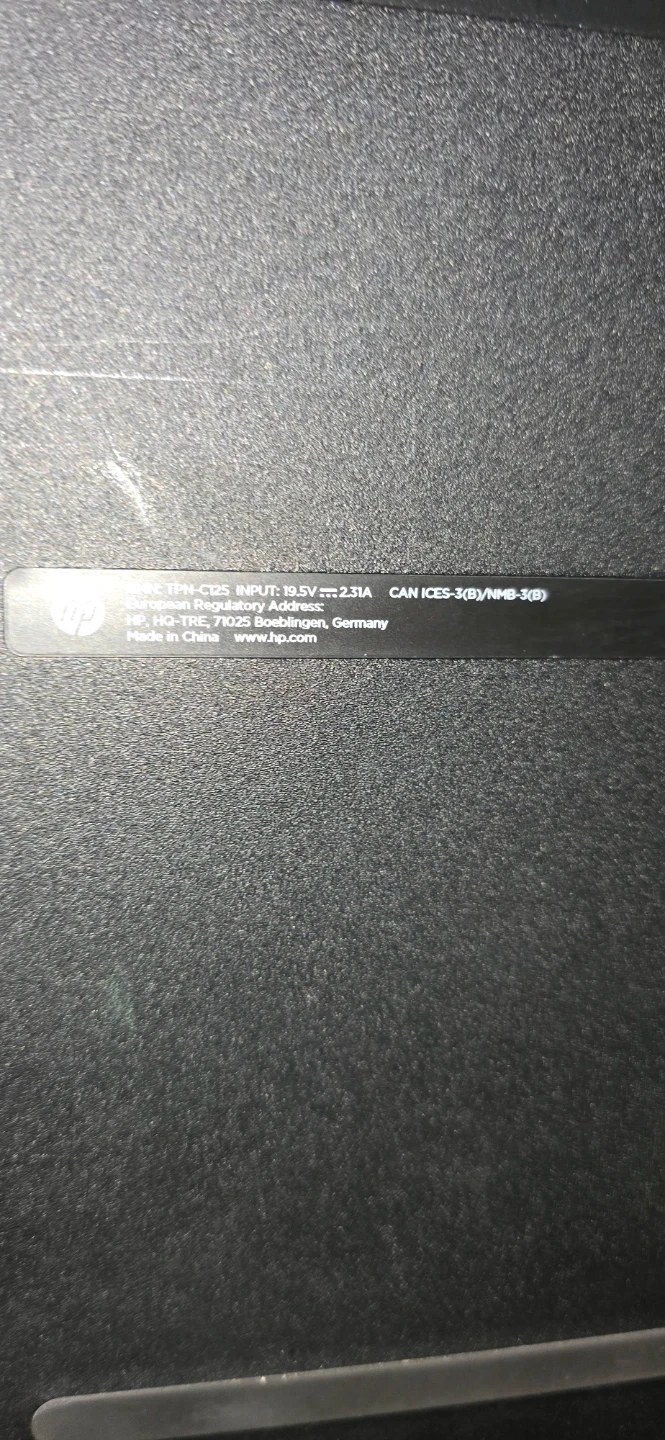 hp
TPN-C125 INPUT: 19.5V⎓2.31A CAN ICES-3(B)/NMB-3(B)
European Regulatory Address:
HP, HQ-TRE, 71025 Boeblingen, Germany
Made in China www.hp.com